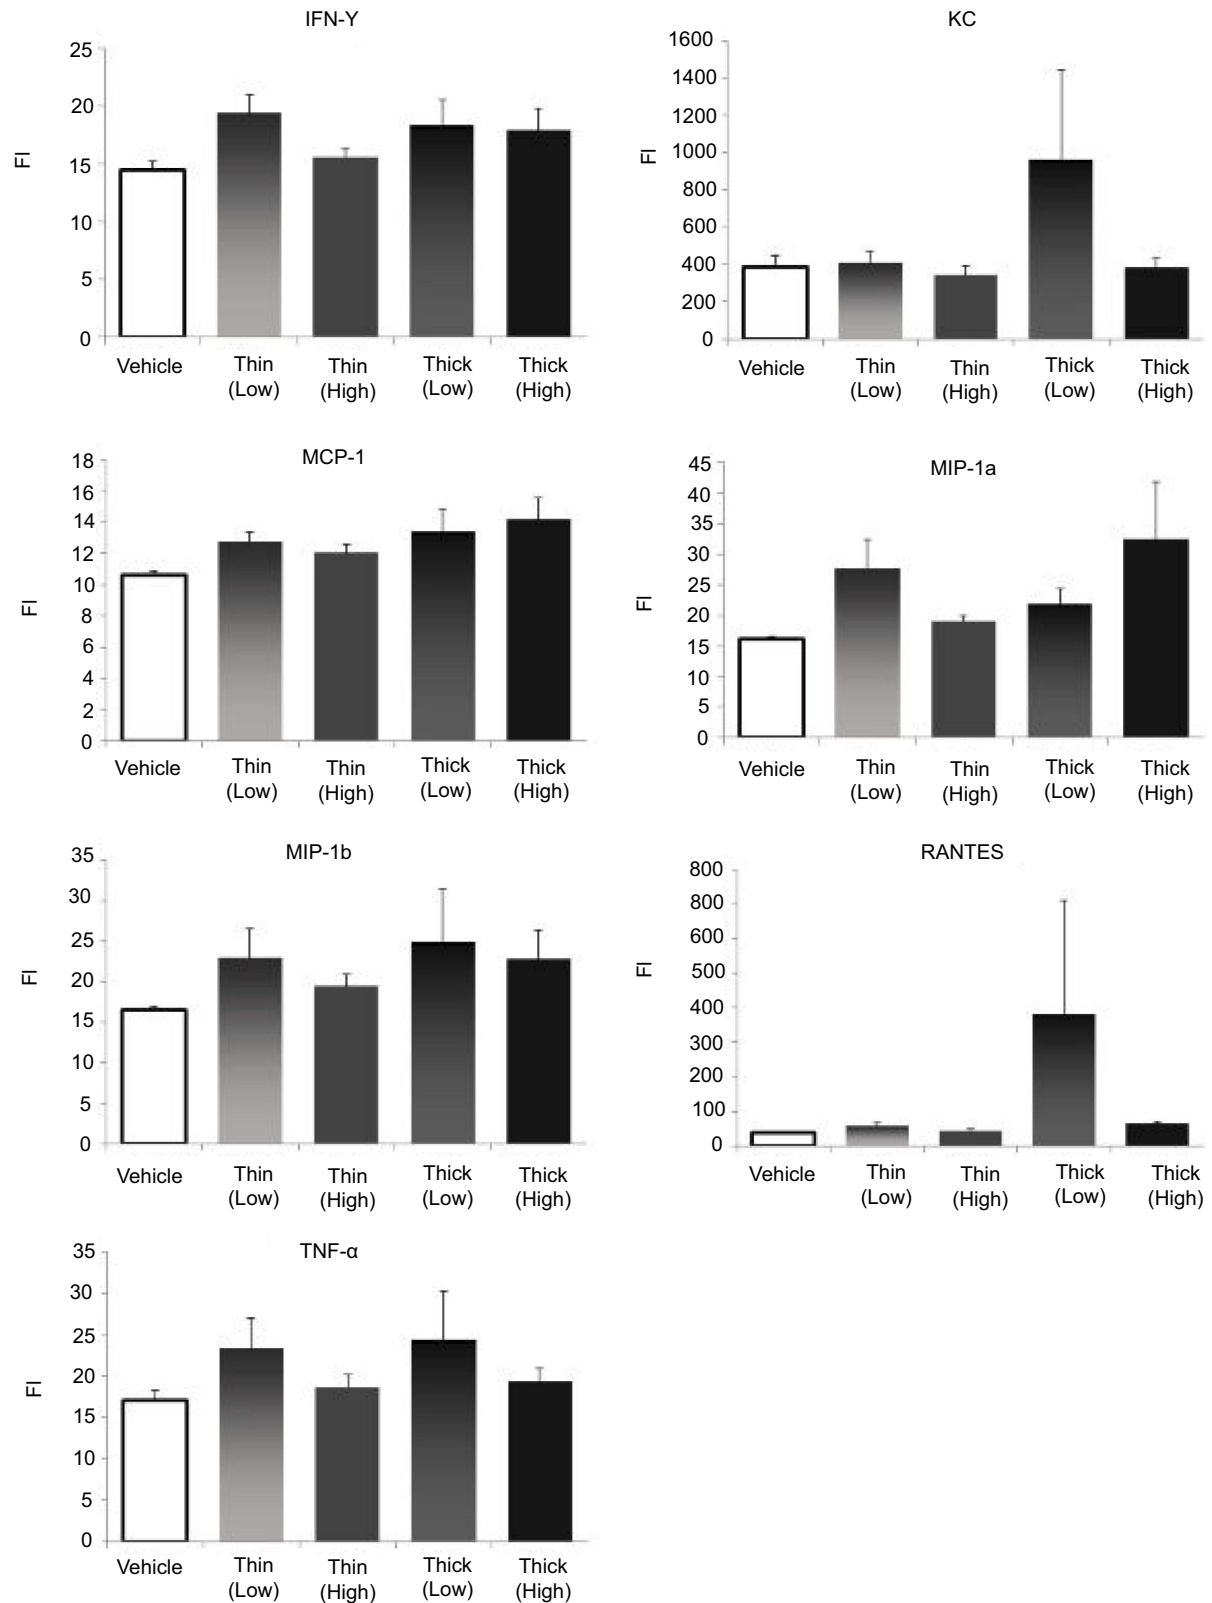 IFN-Y
25
20
15
10
5
0
FI
Vehicle
Thin
(Low)
Thin
(High)
Thick
(Low)
Thick
(High)
KC
1600
1400
1200
1000
800
600
400
200
0
FI
Vehicle
Thin
(Low)
Thin
(High)
Thick
(Low)
Thick
(High)
MCP-1
18
16
14
12
10
8
6
4
2
0
FI
Vehicle
Thin
(Low)
Thin
(High)
Thick
(Low)
Thick
(High)
MIP-1a
45
40
35
30
25
20
15
10
5
0
FI
Vehicle
Thin
(Low)
Thin
(High)
Thick
(Low)
Thick
(High)
MIP-1b
35
30
25
20
15
10
5
0
FI
Vehicle
Thin
(Low)
Thin
(High)
Thick
(Low)
Thick
(High)
RANTES
800
800
600
500
400
300
200
100
0
FI
Vehicle
Thin
(Low)
Thin
(High)
Thick
(Low)
Thick
(High)
TNF-α
35
30
25
20
15
10
5
0
FI
Vehicle
Thin
(Low)
Thin
(High)
Thick
(Low)
Thick
(High)